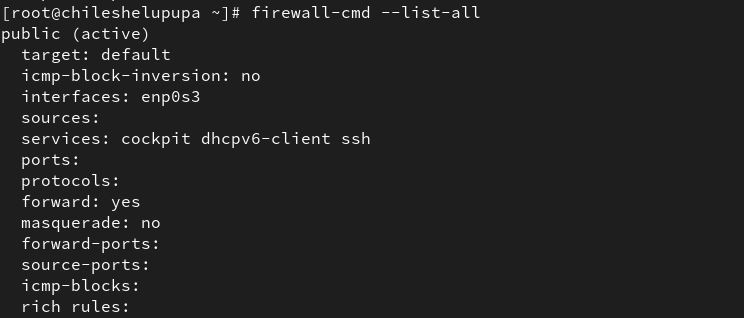 [root@chileshelupupa ~]# firewall-cmd --list-all
public (active)
  target: default
  icmp-block-inversion: no
  interfaces: enp0s3
  sources:
  services: cockpit dhcpv6-client ssh
  ports:
  protocols:
  forward: yes
  masquerade: no
  forward-ports:
  source-ports:
  icmp-blocks:
  rich rules: